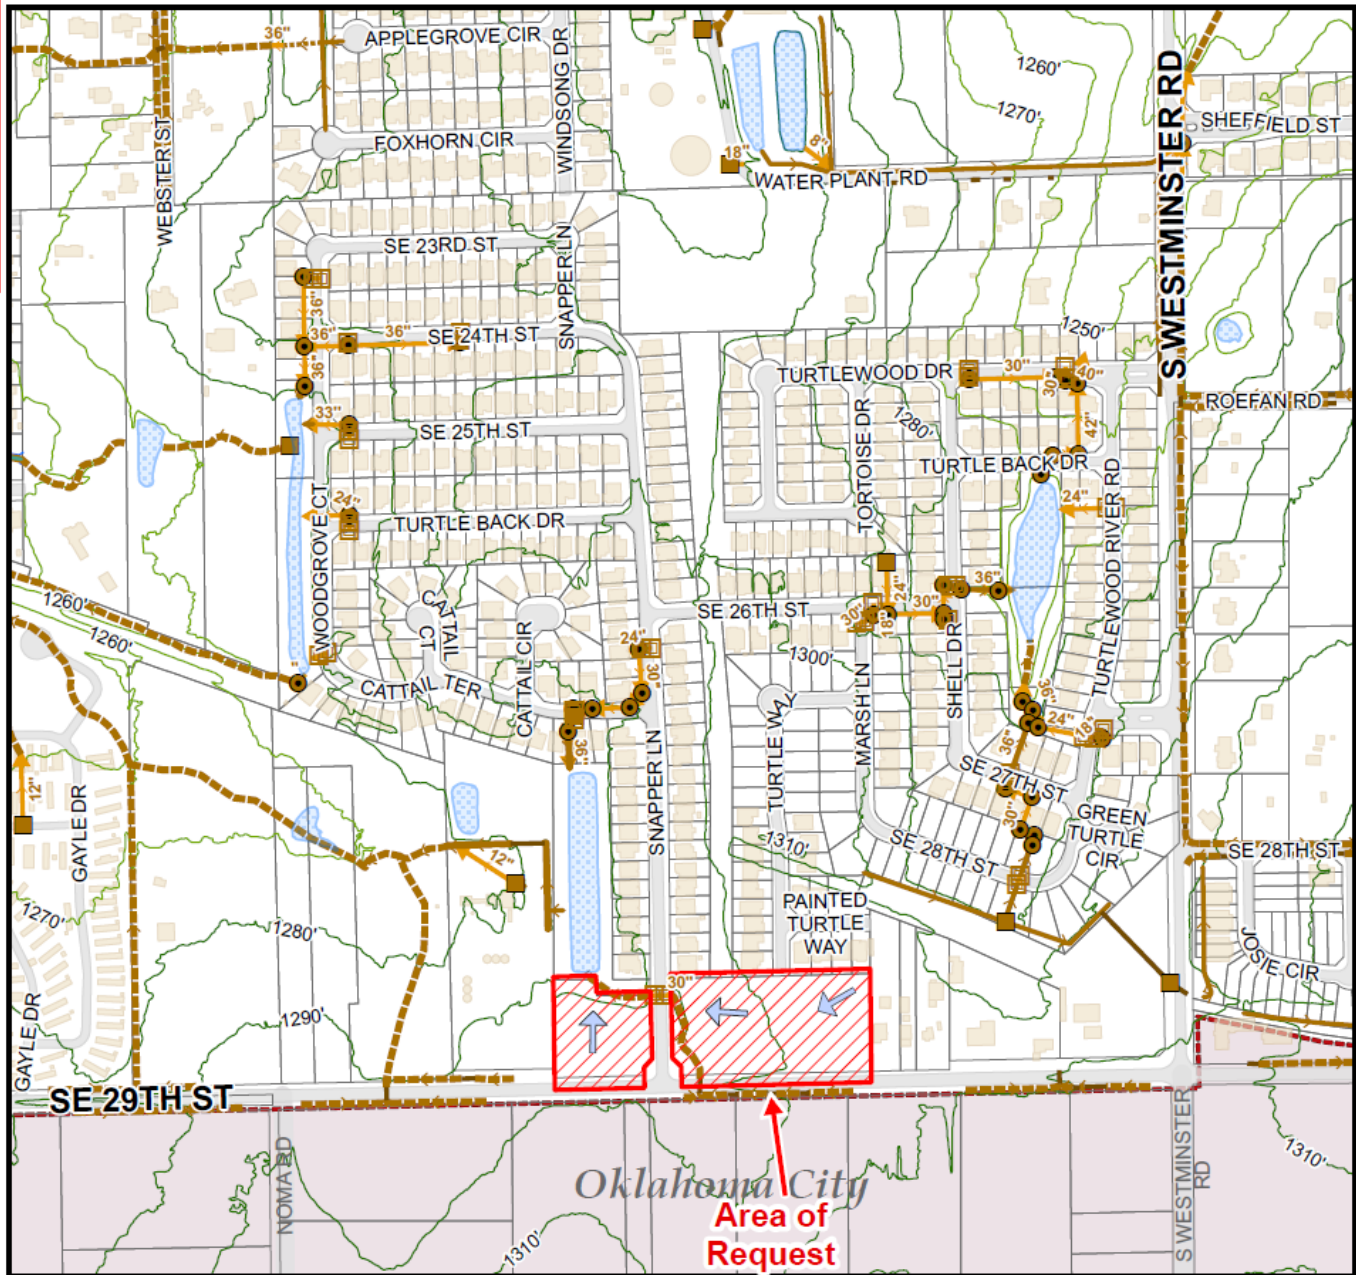 36"
APPLEGROVE CIR
WINDSONG DR
1260'
1270'
S WESTMINSTER RD
SHEFFIELD ST
WEBSTER ST
FOXHORN CIR
18"
8"
WATER PLANT RD
SE 23RD ST
SNAPPER LN
36"
36"
36"
36"
SE 24TH ST
1250'
TURTLEWOOD DR
30"
30"
40"
ROEFAN RD
33"
SE 25TH ST
TORTOISE DR
1280'
42"
TURTLE BACK DR
24"
TURTLE BACK DR
24"
WOODGROVE CT
TURTLEWOOD RIVER RD
1260'
1260'
CATTAIL
CT
CATTAIL CIR
SE 26TH ST
24"
30"
30"
18"
36"
24"
30"
1300'
CATTAIL TER
MARSH LN
SHELL DR
36"
24"
18"
36"
36"
TURTLE WAY
SNAPPER LN
SE 27TH ST
12"
GAYLE DR
30"
GREEN
TURTLE
CIR
1310'
SE 28TH ST
SE 28TH ST
12"
PAINTED
TURTLE
WAY
1270'
1280'
JOSIE CIR
30"
GAYLE DR
1290'
SE 29TH ST
NOMA RD
S WESTMINSTER
RD
1310'
Oklahoma City
Area of
Request
1310'